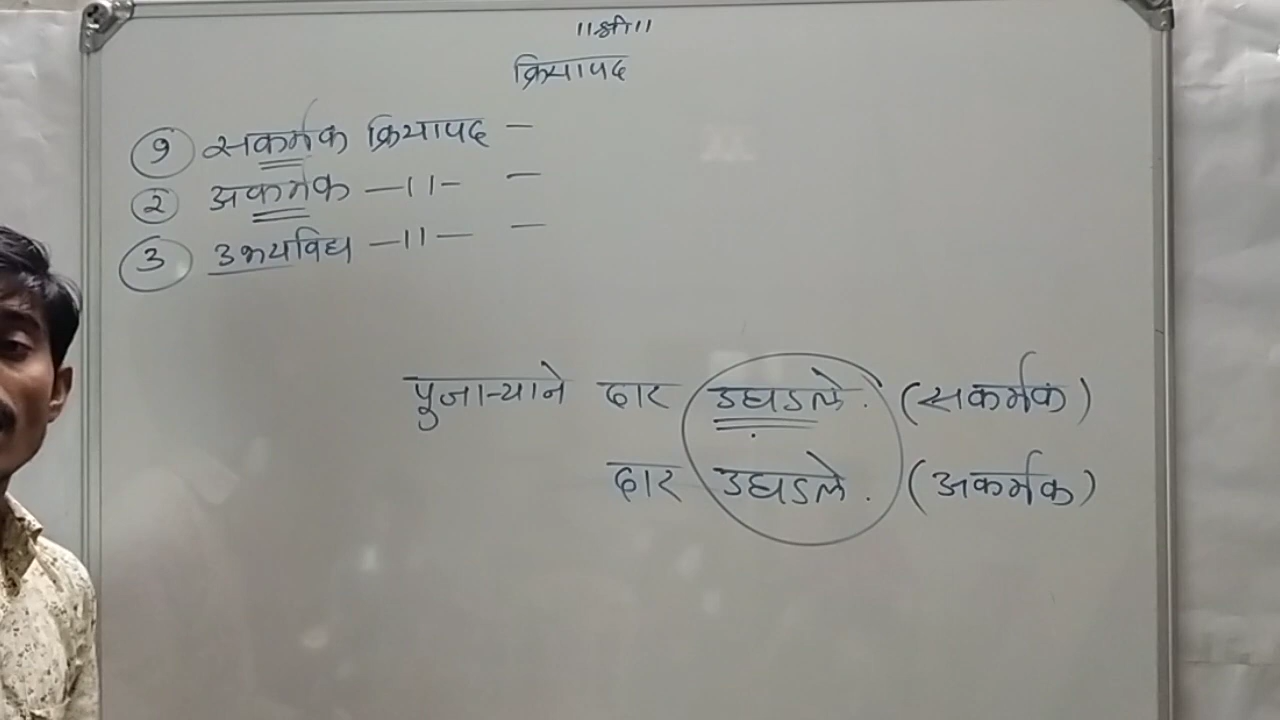 ॥श्री॥
क्रियापद
१ सकर्मक क्रियापद –
२ अकर्मक –॥– –
३ उभयविध –॥– –
पुजाऱ्याने दार उघडले. (सकर्मक)
दार उघडले. (अकर्मक)